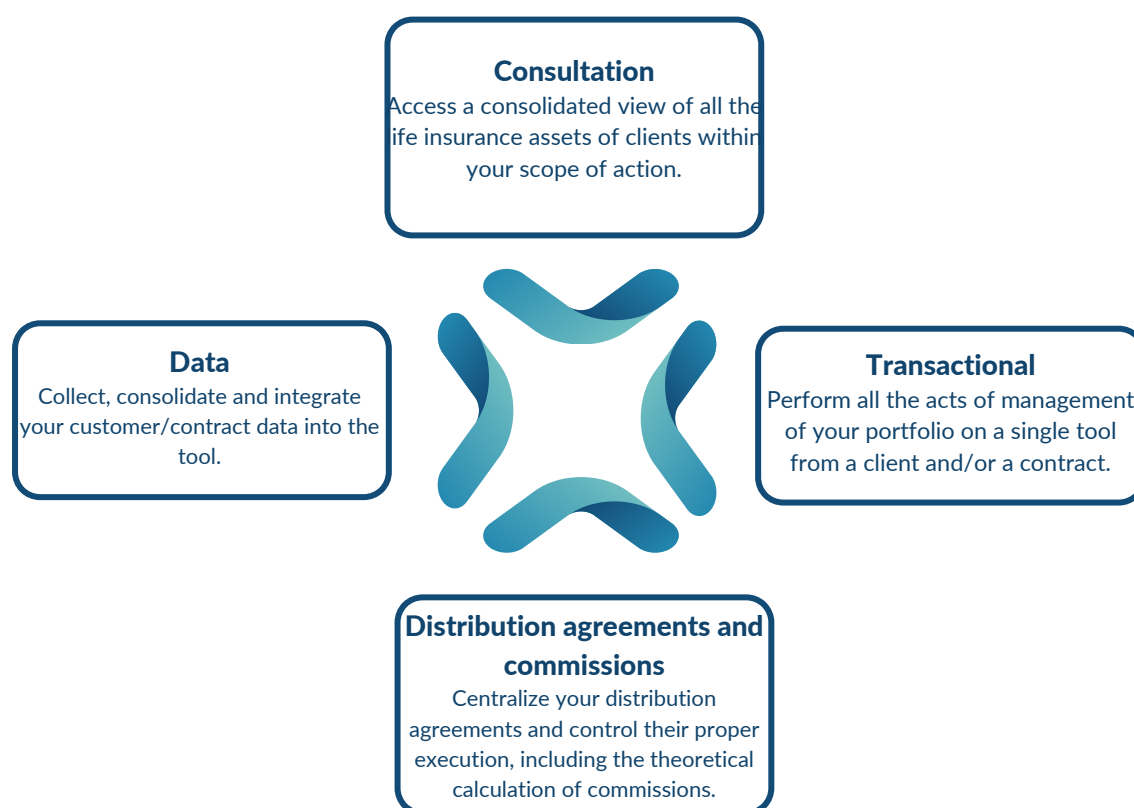 Consultation
Access a consolidated view of all the
life insurance assets of clients within
your scope of action.
Data
Collect, consolidate and integrate
your customer/contract data into the
tool.
Transactional
Perform all the acts of management
of your portfolio on a single tool
from a client and/or a contract.
Distribution agreements and
commissions
Centralize your distribution
agreements and control their proper
execution, including the theoretical
calculation of commissions.